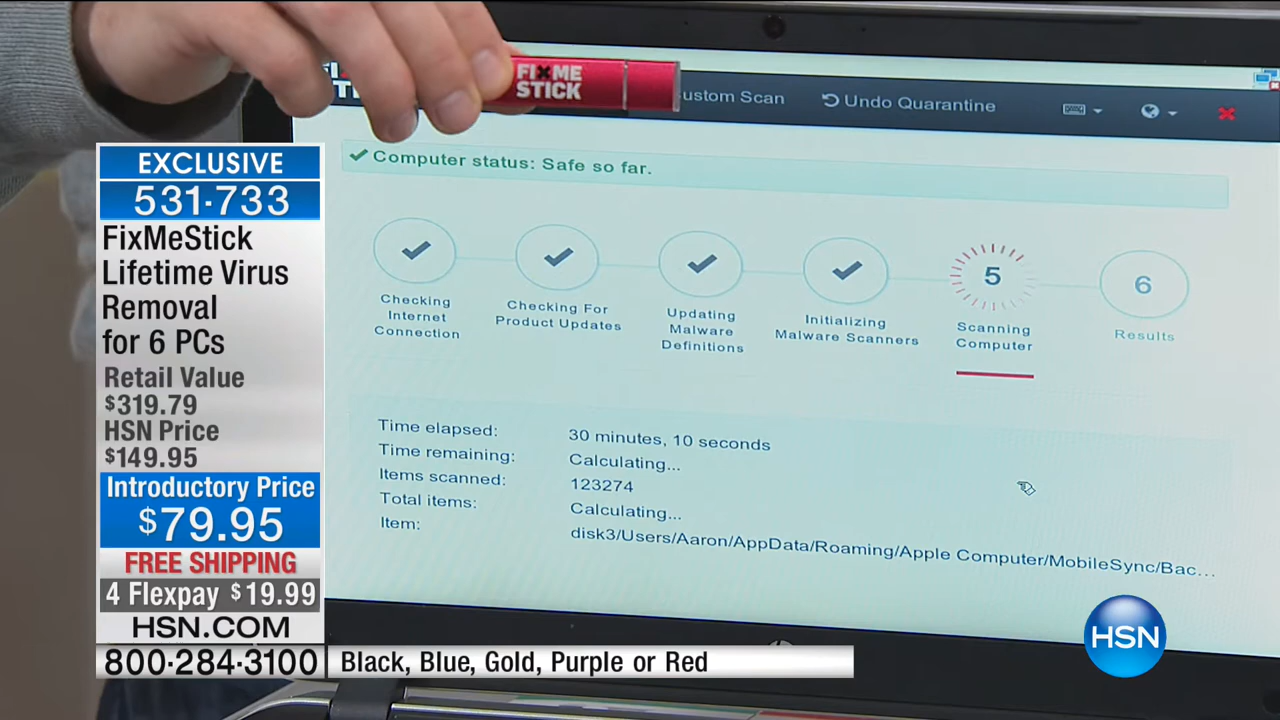 EXCLUSIVE
531·733
FixMeStick
Lifetime Virus
Removal
for 6 PCs
Retail Value
$319.79
HSN Price
$149.95
Introductory Price
$79.95
FREE SHIPPING
4 Flexpay $19.99
HSN.COM
800·284·3100
Black, Blue, Gold, Purple or Red
FIXME
STICK
ustom Scan
Undo Quarantine
Computer status: Safe so far.
Checking
Internet
Connection
Checking For
Product Updates
Updating
Malware
Definitions
Initializing
Malware Scanners
5
Scanning
Computer
6
Results
Time elapsed: 30 minutes, 10 seconds
Time remaining: Calculating...
Items scanned: 123274
Total items: Calculating...
Item: disk3/Users/Aaron/AppData/Roaming/Apple Computer/MobileSync/Bac...
HSN